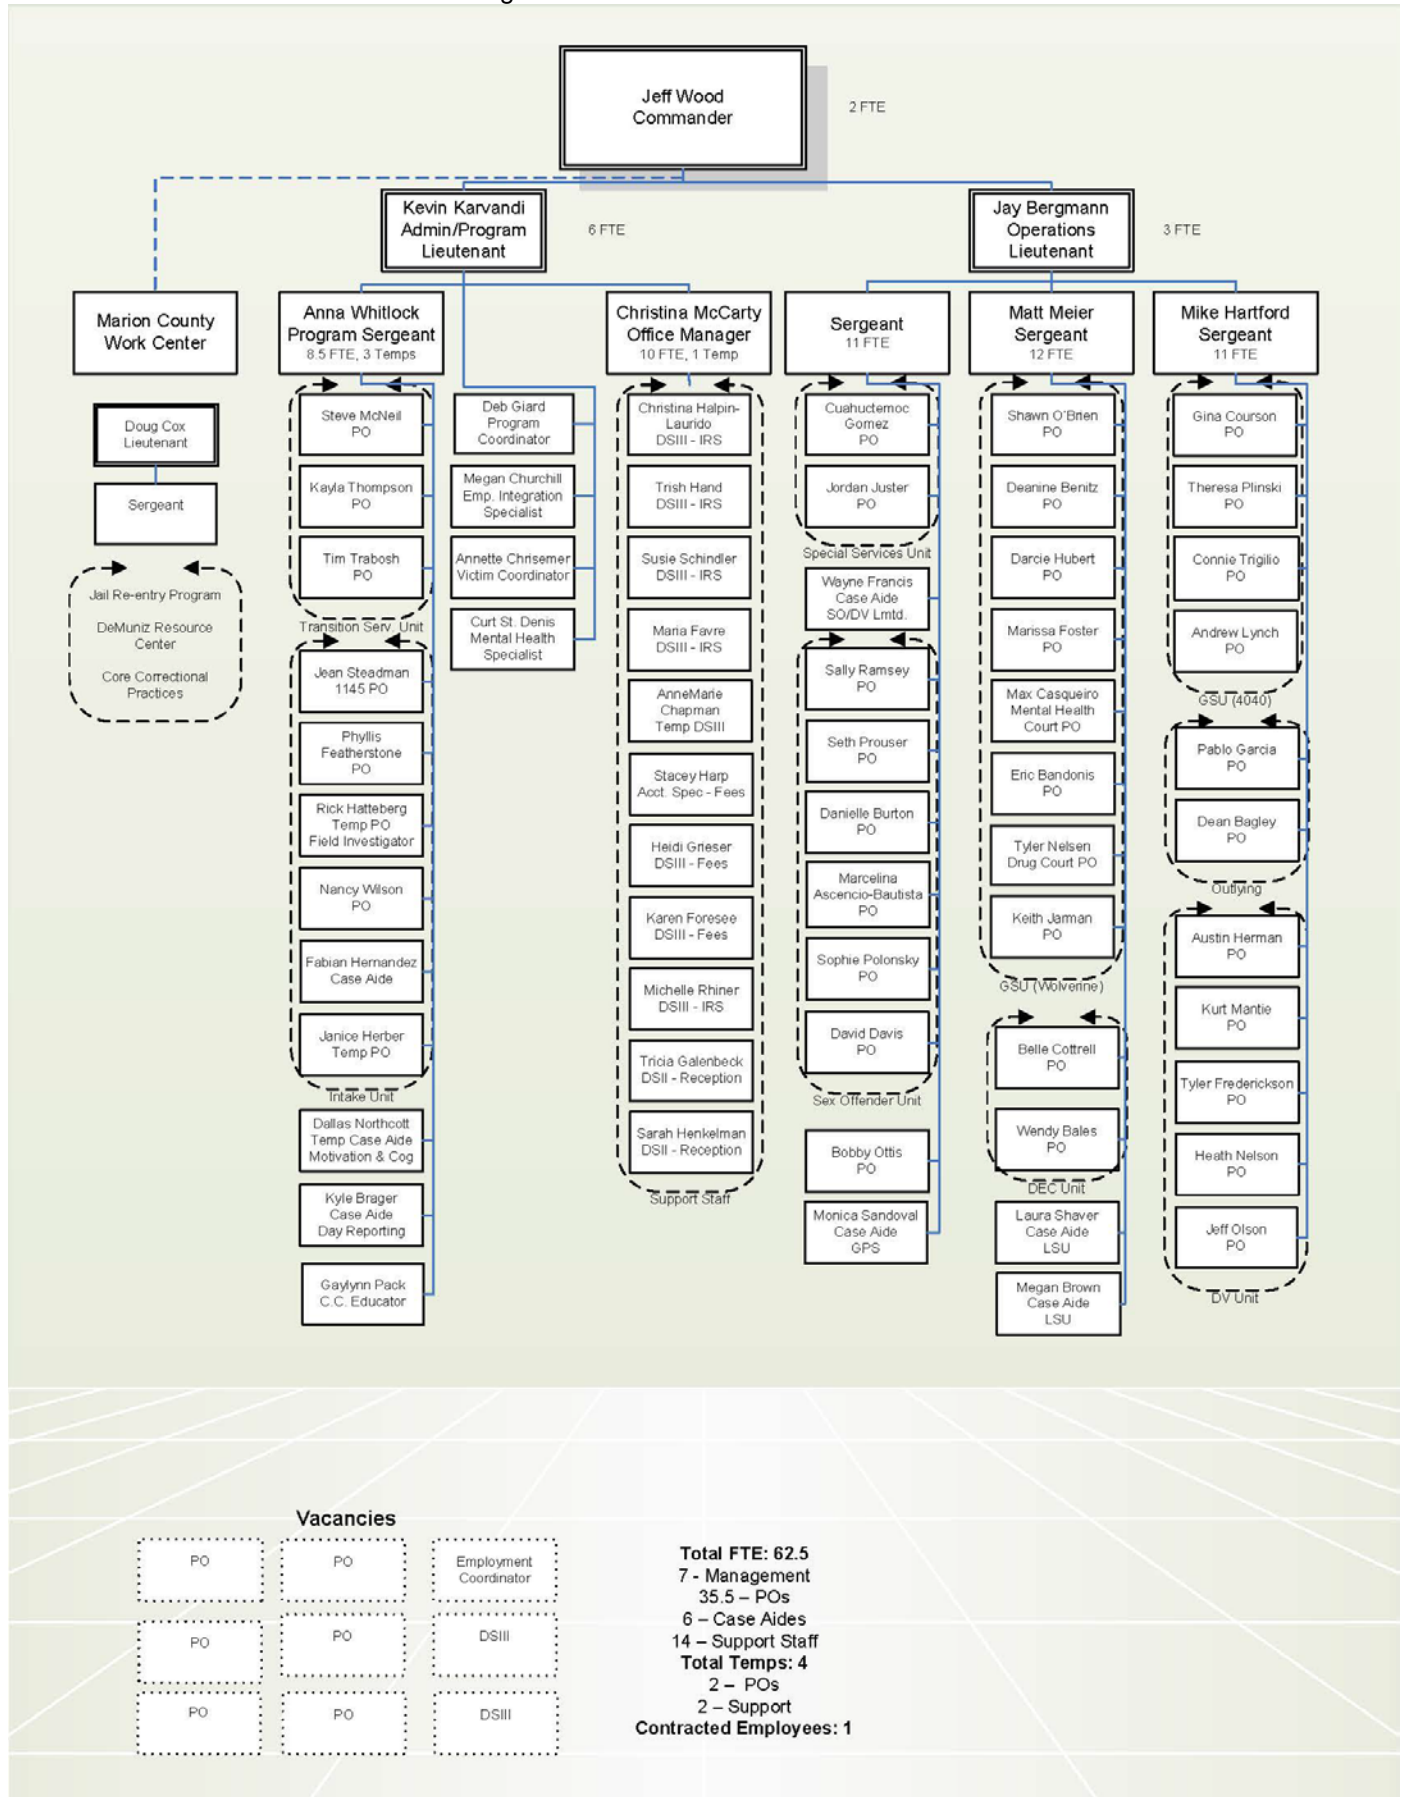 Jeff Wood
Commander
2 FTE
Kevin Karvandi
Admin/Program
Lieutenant
6 FTE
Jay Bergmann
Operations
Lieutenant
3 FTE
Marion County
Work Center
Doug Cox
Lieutenant
Sergeant
Jail Re-entry Program
DeMuniz Resource
Center
Core Correctional
Practices
Anna Whitlock
Program Sergeant
8.5 FTE, 3 Temps
Steve McNeil
PO
Kayla Thompson
PO
Tim Trabosh
PO
Transition Serv. Unit
Jean Steadman
1145 PO
Phyllis
Featherstone
PO
Rick Hatteberg
Temp PO
Field Investigator
Nancy Wilson
PO
Fabian Hernandez
Case Aide
Janice Herber
Temp PO
Intake Unit
Dallas Northcott
Temp Case Aide
Motivation & Cog
Kyle Brager
Case Aide
Day Reporting
Gaylynn Pack
C.C. Educator
Deb Giard
Program
Coordinator
Megan Churchill
Emp. Integration
Specialist
Annette Chrisemer
Victim Coordinator
Curt St. Denis
Mental Health
Specialist
Christina McCarty
Office Manager
10 FTE, 1 Temp
Christina Halpin-
Laurido
DSIII - IRS
Trish Hand
DSIII - IRS
Susie Schindler
DSIII - IRS
Maria Favre
DSIII - IRS
AnneMarie
Chapman
Temp DSIII
Stacey Harp
Acct. Spec - Fees
Heidi Grieser
DSIII - Fees
Karen Foresee
DSIII - Fees
Michelle Rhiner
DSIII - IRS
Tricia Galenbeck
DSII - Reception
Sarah Henkelman
DSII - Reception
Support Staff
Sergeant
11 FTE
Cuahuctemoc
Gomez
PO
Jordan Juster
PO
Special Services Unit
Wayne Francis
Case Aide
SO/DV Lmtd.
Sally Ramsey
PO
Seth Prouser
PO
Danielle Burton
PO
Marcelina
Ascencio-Bautista
PO
Sophie Polonsky
PO
David Davis
PO
Sex Offender Unit
Bobby Ottis
PO
Monica Sandoval
Case Aide
GPS
Matt Meier
Sergeant
12 FTE
Shawn O'Brien
PO
Deanine Benitz
PO
Darcie Hubert
PO
Marissa Foster
PO
Max Casqueiro
Mental Health
Court PO
Eric Bandonis
PO
Tyler Nelsen
Drug Court PO
Keith Jarman
PO
GSU (Wolverine)
Belle Cottrell
PO
Wendy Bales
PO
DEC Unit
Laura Shaver
Case Aide
LSU
Megan Brown
Case Aide
LSU
Mike Hartford
Sergeant
11 FTE
Gina Courson
PO
Theresa Plinski
PO
Connie Trigilio
PO
Andrew Lynch
PO
GSU (4040)
Pablo Garcia
PO
Dean Bagley
PO
Outlying
Austin Herman
PO
Kurt Mantie
PO
Tyler Frederickson
PO
Heath Nelson
PO
Jeff Olson
PO
DV Unit
Vacancies
PO
PO
Employment
Coordinator
PO
PO
DSIII
PO
PO
DSIII
Total FTE: 62.5
7 - Management
35.5 – POs
6 – Case Aides
14 – Support Staff
Total Temps: 4
2 – POs
2 – Support
Contracted Employees: 1